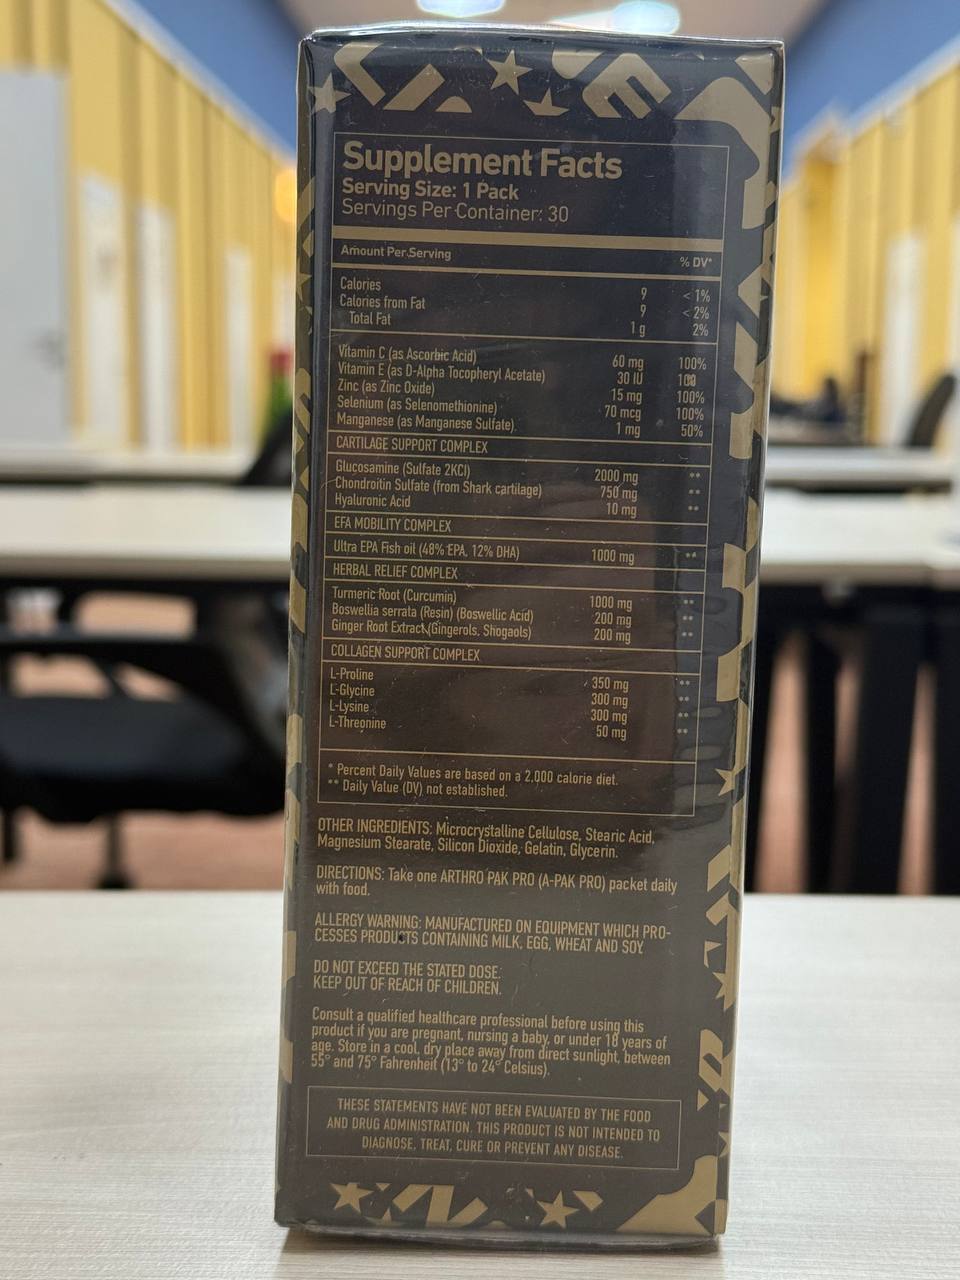 Supplement Facts
Serving Size: 1 Pack
Servings Per Container: 30
Amount Per Serving % DV*
Calories 9 < 1%
Calories from Fat 9 < 2%
Total Fat 1 g 2%
Vitamin C (as Ascorbic Acid) 60 mg 100%
Vitamin E (as D-Alpha Tocopheryl Acetate) 30 IU 100
Zinc (as Zinc Oxide) 15 mg 100%
Selenium (as Selenomethionine) 70 mcg 100%
Manganese (as Manganese Sulfate) 1 mg 50%
CARTILAGE SUPPORT COMPLEX
Glucosamine (Sulfate 2KCl) 2000 mg **
Chondroitin Sulfate (from Shark cartilage) 750 mg **
Hyaluronic Acid 10 mg **
EFA MOBILITY COMPLEX
Ultra EPA Fish oil (48% EPA, 12% DHA) 1000 mg **
HERBAL RELIEF COMPLEX
Turmeric Root (Curcumin) 1000 mg **
Boswellia serrata (Resin) (Boswellic Acid) 200 mg **
Ginger Root Extract (Gingerols, Shogaols) 200 mg **
COLLAGEN SUPPORT COMPLEX
L-Proline 350 mg **
L-Glycine 300 mg **
L-Lysine 300 mg **
L-Threonine 50 mg **
* Percent Daily Values are based on a 2,000 calorie diet.
** Daily Value (DV) not established.
OTHER INGREDIENTS: Microcrystalline Cellulose, Stearic Acid,
Magnesium Stearate, Silicon Dioxide, Gelatin, Glycerin.
DIRECTIONS: Take one ARTHRO PAK PRO (A-PAK PRO) packet daily
with food.
ALLERGY WARNING: MANUFACTURED ON EQUIPMENT WHICH PRO-
CESSES PRODUCTS CONTAINING MILK, EGG, WHEAT AND SOY.
DO NOT EXCEED THE STATED DOSE.
KEEP OUT OF REACH OF CHILDREN.
Consult a qualified healthcare professional before using this
product if you are pregnant, nursing a baby, or under 18 years of
age. Store in a cool, dry place away from direct sunlight, between
55° and 75° Fahrenheit (13° to 24° Celsius).
THESE STATEMENTS HAVE NOT BEEN EVALUATED BY THE FOOD
AND DRUG ADMINISTRATION. THIS PRODUCT IS NOT INTENDED TO
DIAGNOSE, TREAT, CURE OR PREVENT ANY DISEASE.